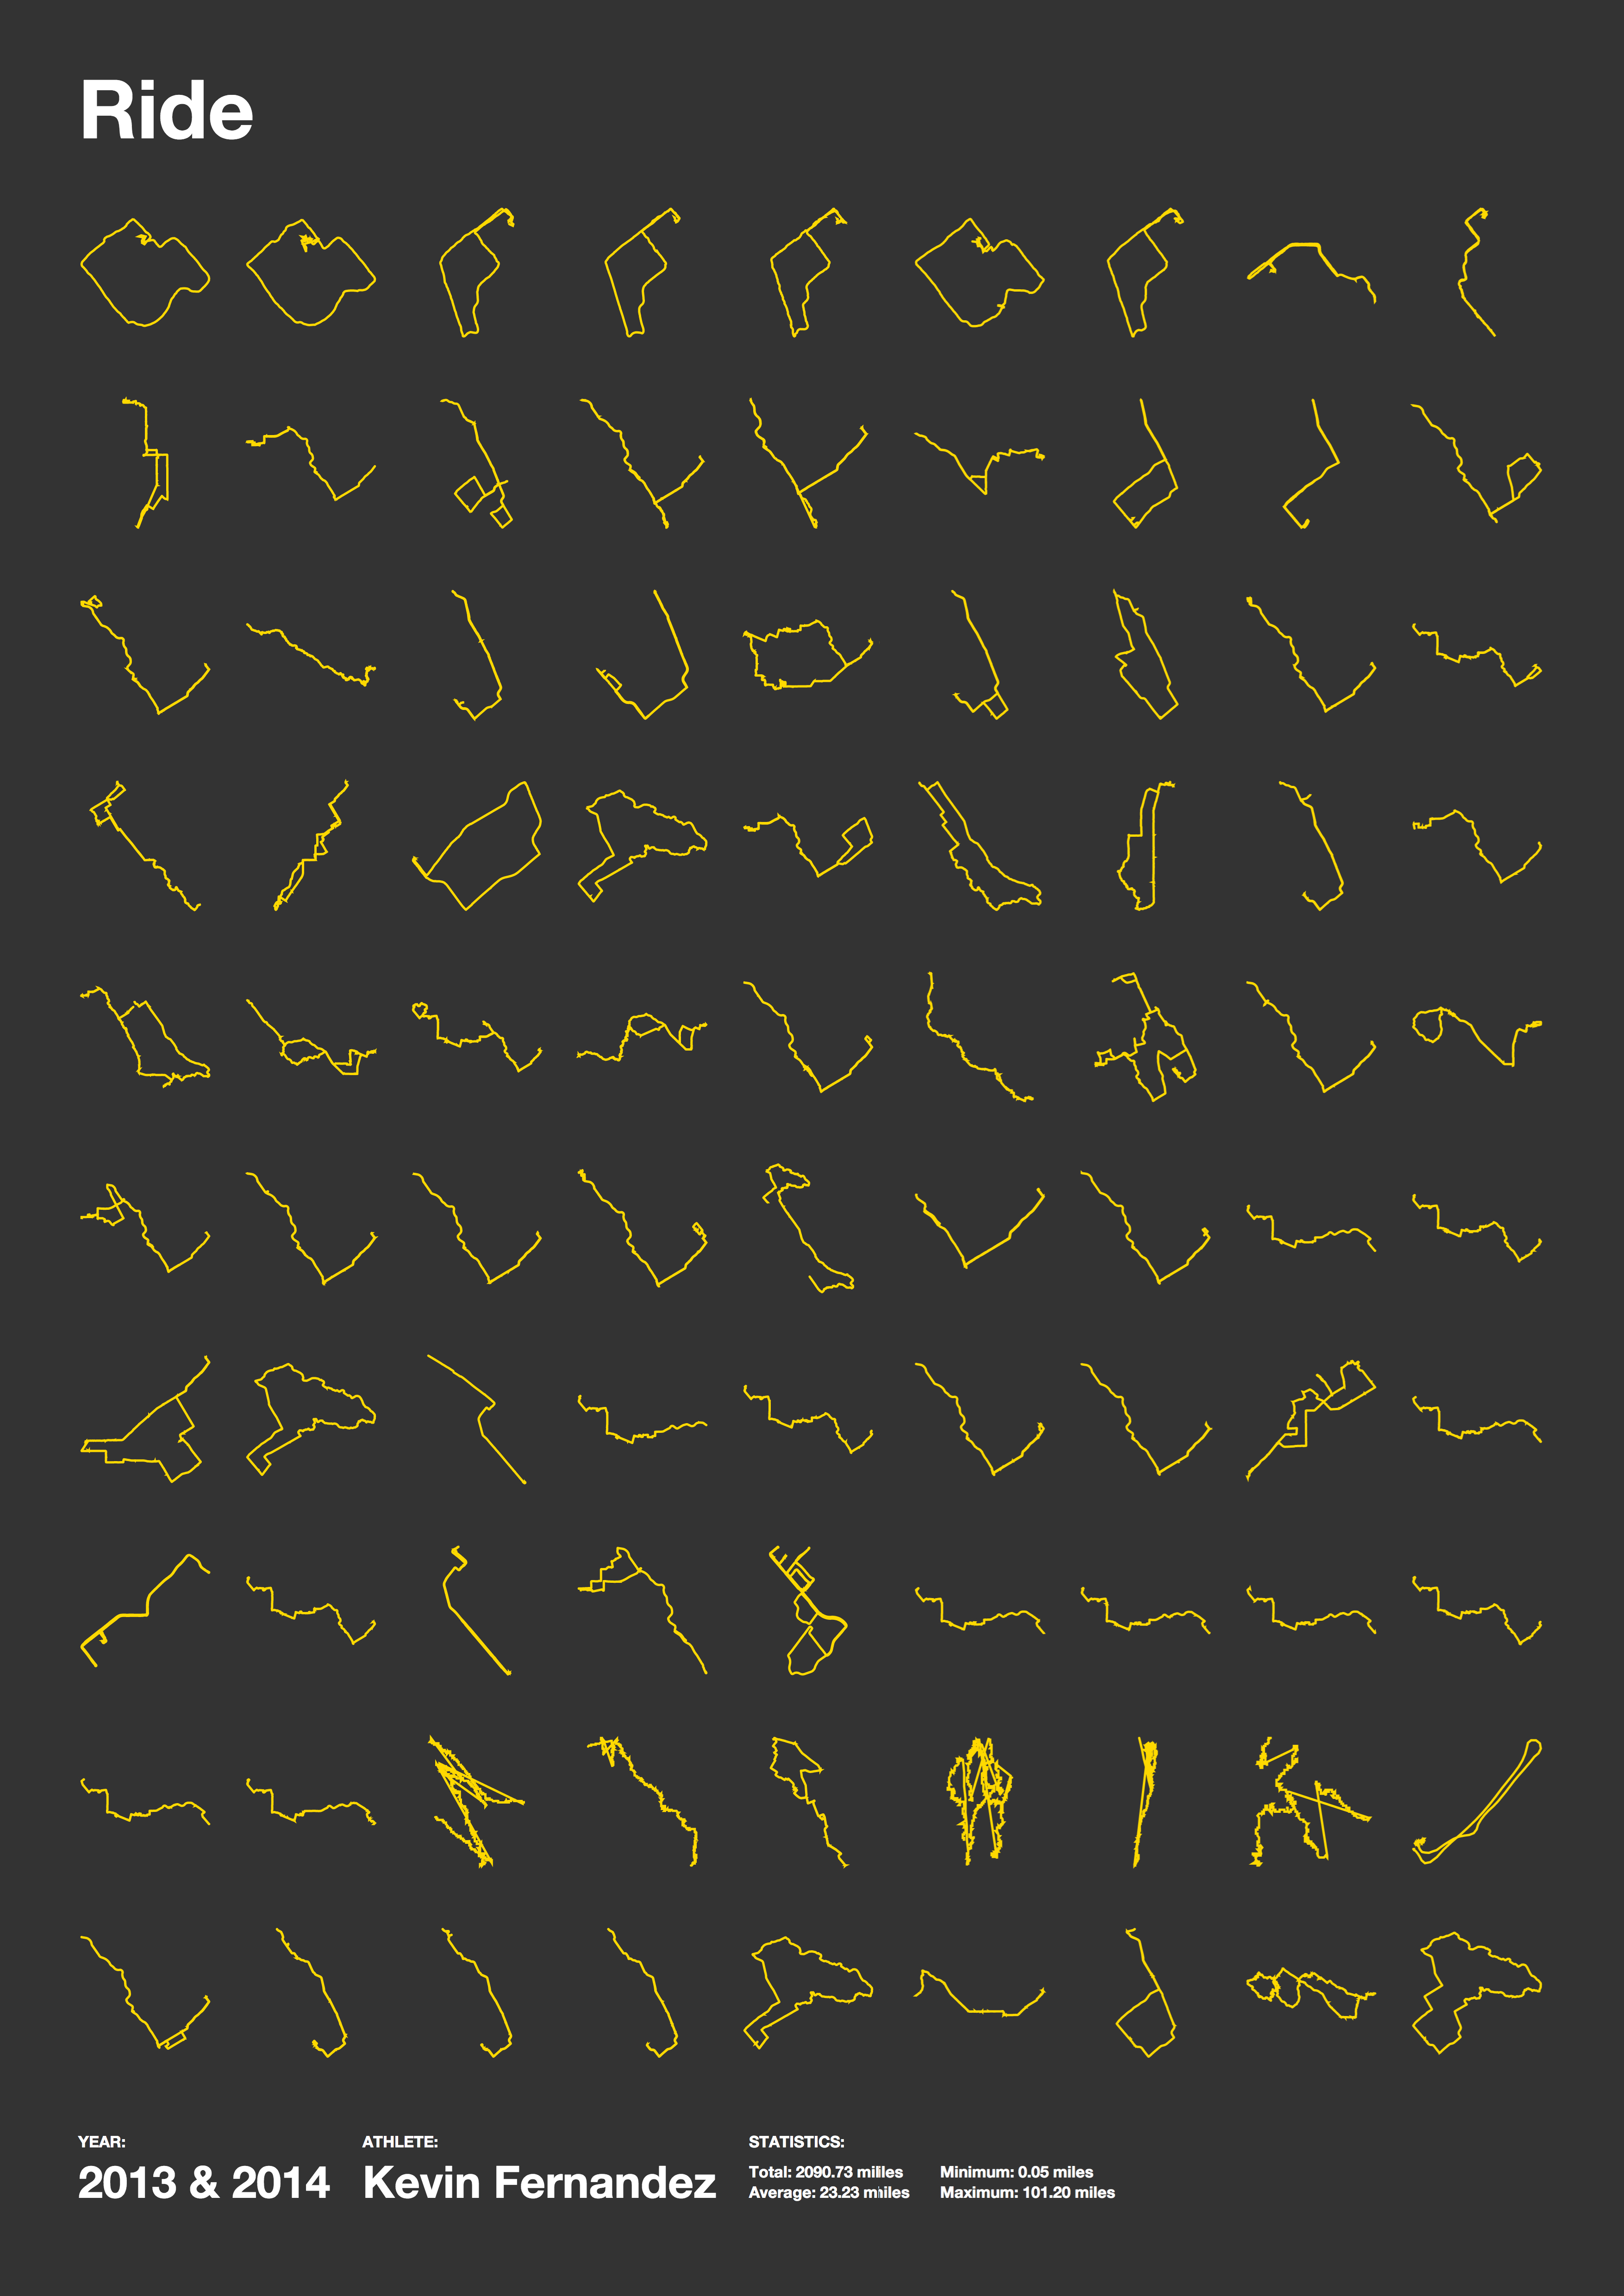 Ride
YEAR:
2013 & 2014
ATHLETE:
Kevin Fernandez
STATISTICS:
Total: 2090.73 miles
Average: 23.23 miles
Minimum: 0.05 miles
Maximum: 101.20 miles